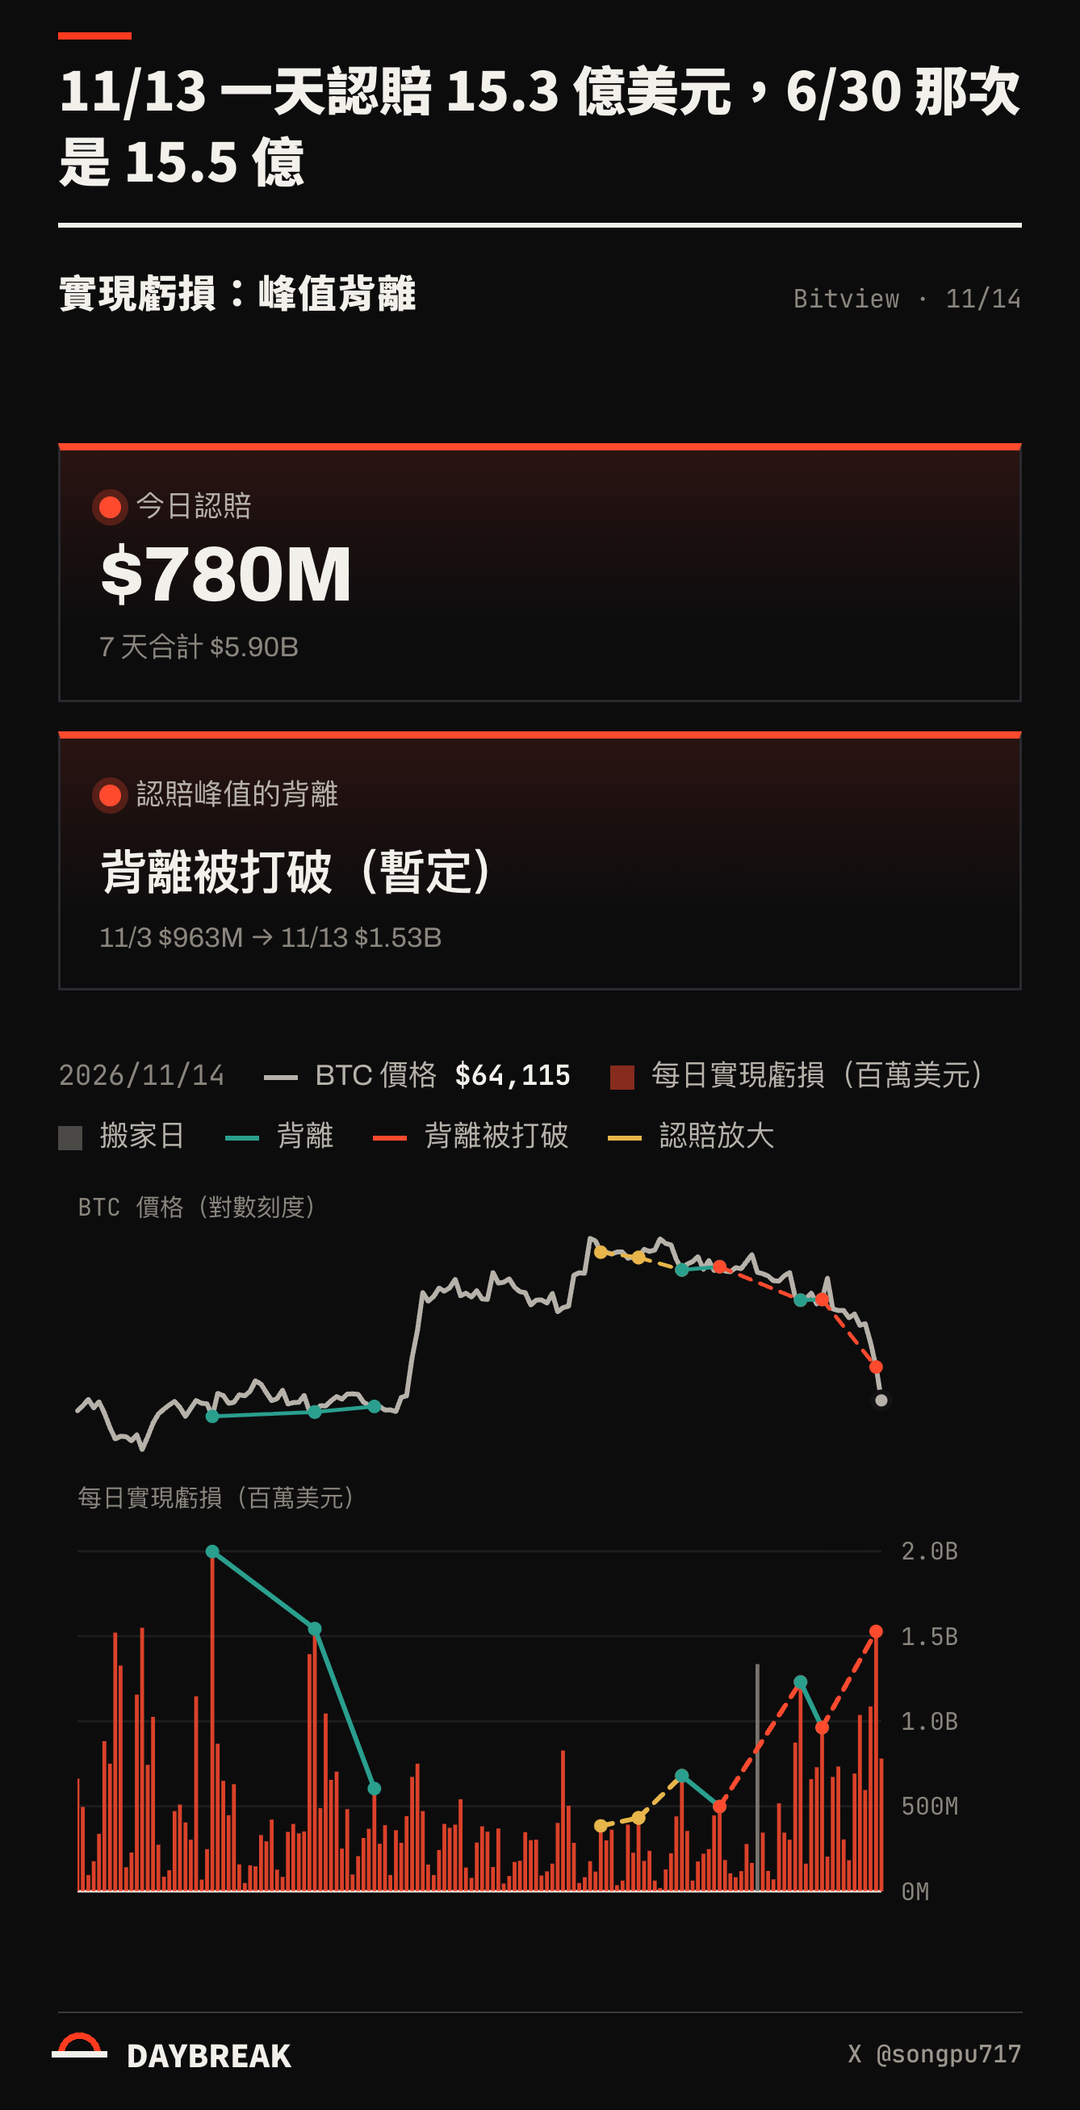 11/13 一天認賠 15.3 億美元，6/30 那次
是 15.5 億
實現虧損：峰值背離
Bitview · 11/14
今日認賠
$780M
7 天合計 $5.90B
認賠峰值的背離
背離被打破（暫定）
11/3 $963M → 11/13 $1.53B
2026/11/14 BTC 價格 $64,115 每日實現虧損（百萬美元）
搬家日 背離 背離被打破 認賠放大
BTC 價格（對數刻度）
每日實現虧損（百萬美元）
2.0B
1.5B
1.0B
500M
0M
DAYBREAK
X @songpu717